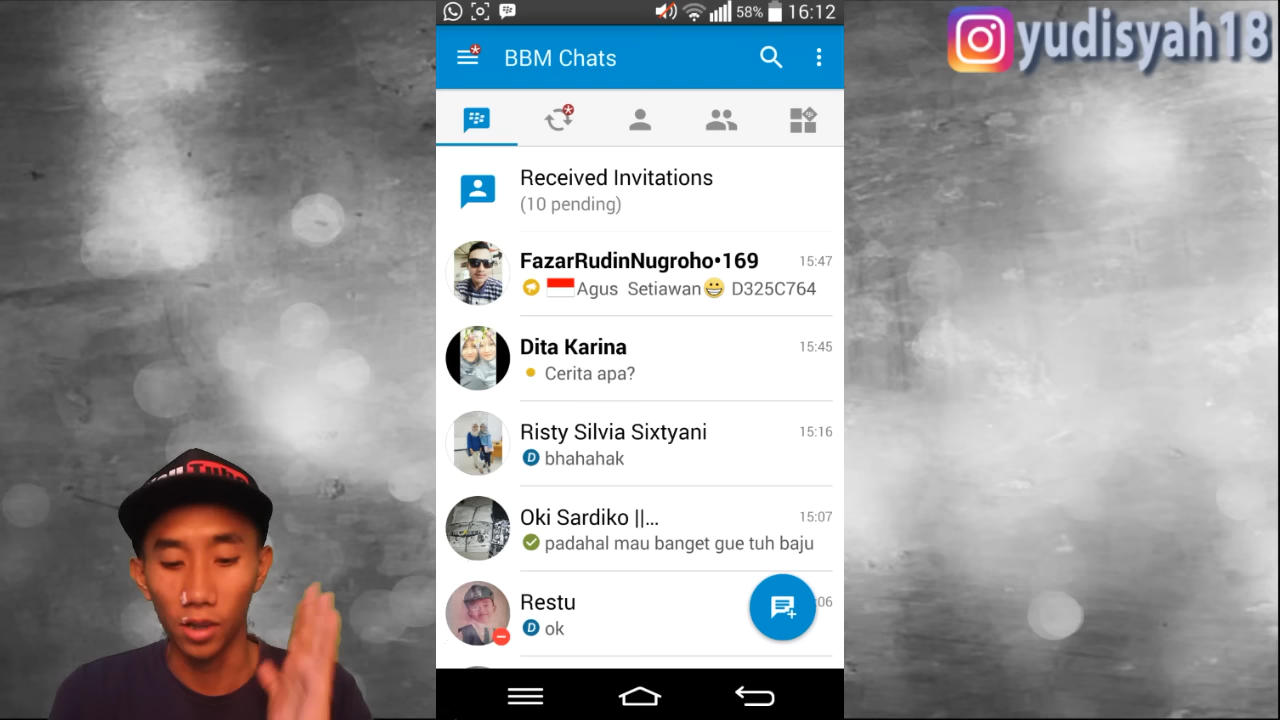 58% 16:12
yudisyah18
BBM Chats
Received Invitations
(10 pending)
FazarRudinNugroho•169 15:47
Agus Setiawan😀 D325C764
Dita Karina 15:45
Cerita apa?
Risty Silvia Sixtyani 15:16
D bhahahak
Oki Sardiko ||... 15:07
padahal mau banget gue tuh baju
Restu :06
D ok